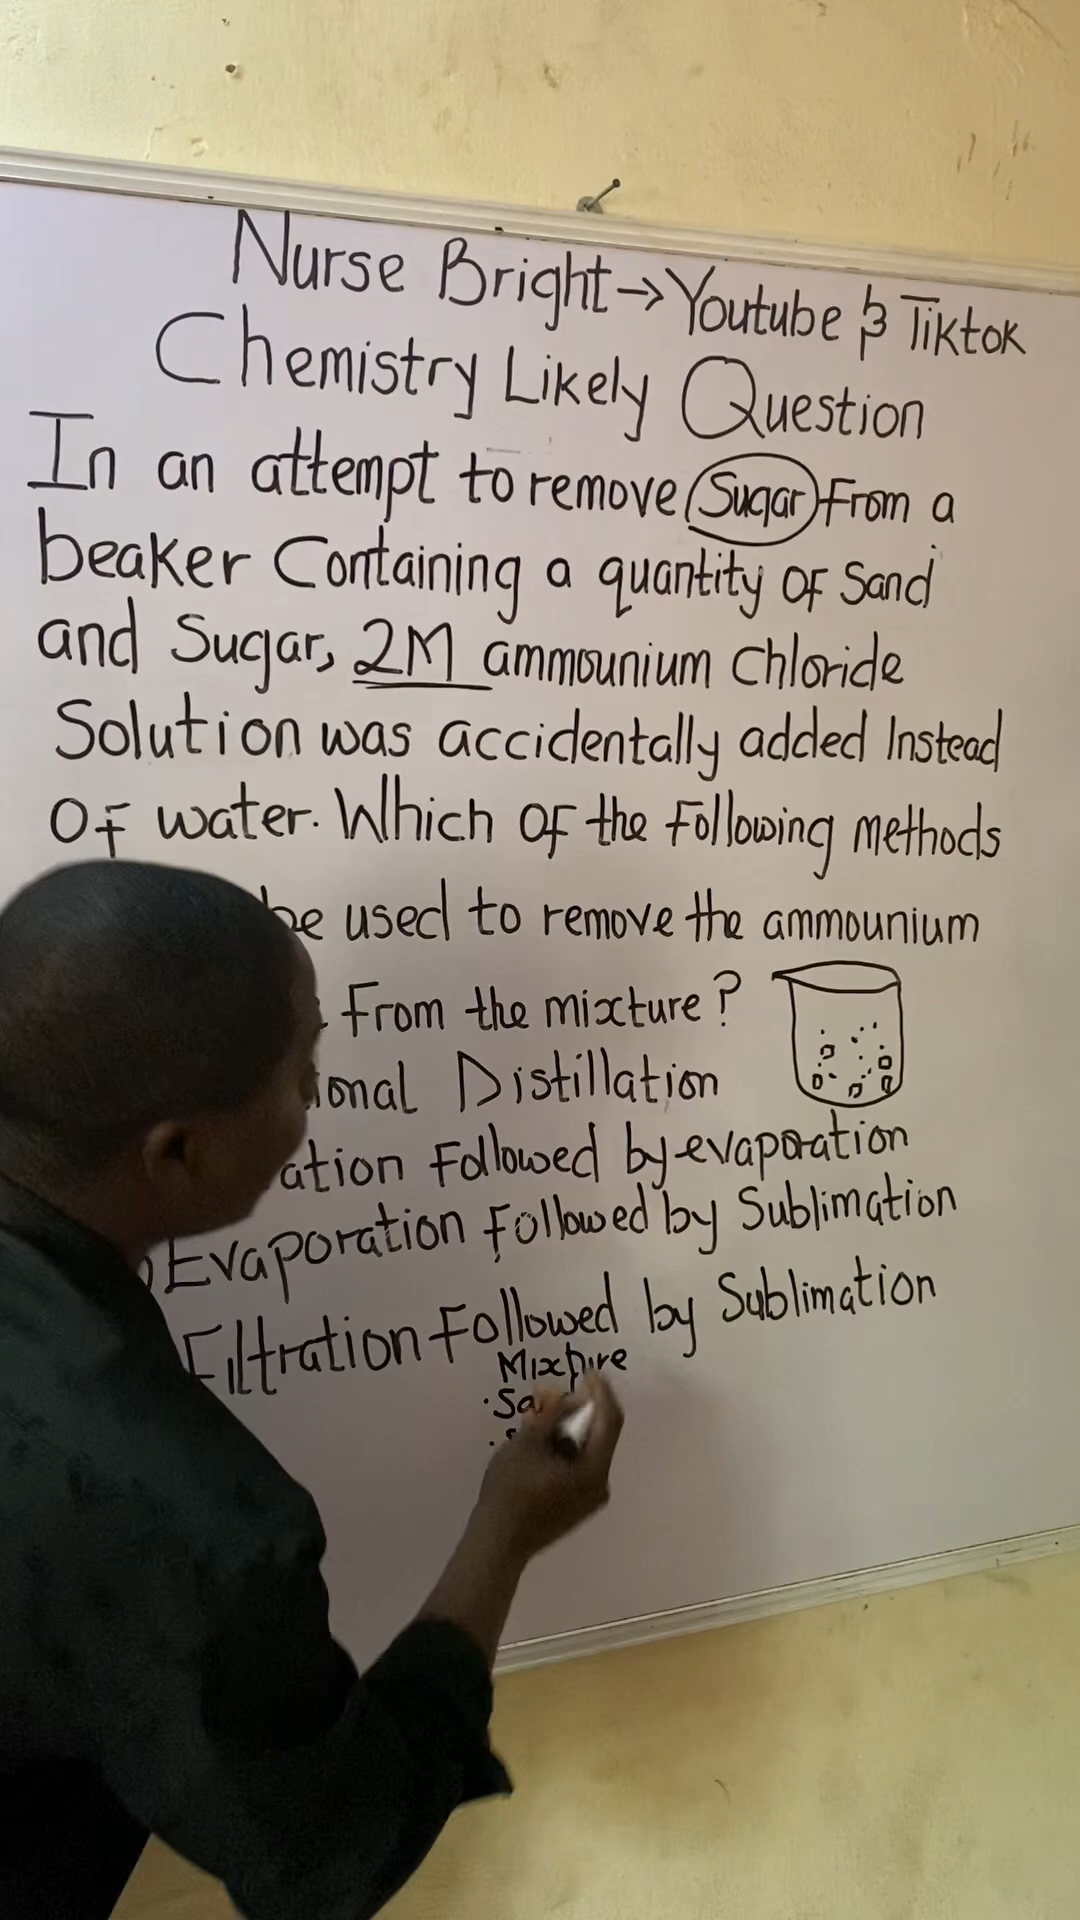 Nurse Bright → Youtube & Tiktok
Chemistry Likely Question
In an attempt to remove Sugar From a
beaker Containing a quantity of Sand
and Sugar, 2M ammounium Chloride
Solution was accidentally added Instead
Of water. Which Of the Following methods
be used to remove the ammounium
From the mixture?
Distillation
Followed by evaporation
Evaporation Followed by Sublimation
Filtration Followed by Sublimation
Mixture